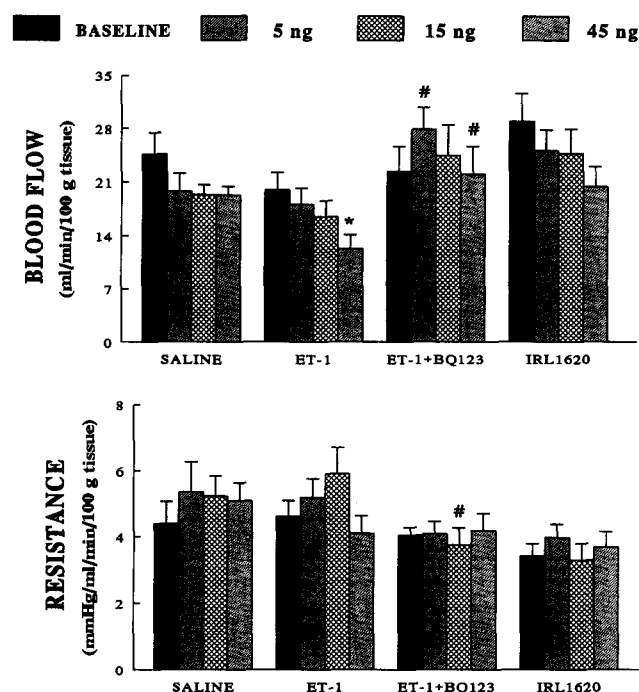 BASELINE 5 ng 15 ng 45 ng
BLOOD FLOW
(ml/min/100 g tissue)
35
28
21
14
7
0
# # *
SALINE ET-1 ET-1+BQ123 IRL1620
RESISTANCE
(mmHg/ml/min/100 g tissue)
8
6
4
2
0
#
SALINE ET-1 ET-1+BQ123 IRL1620